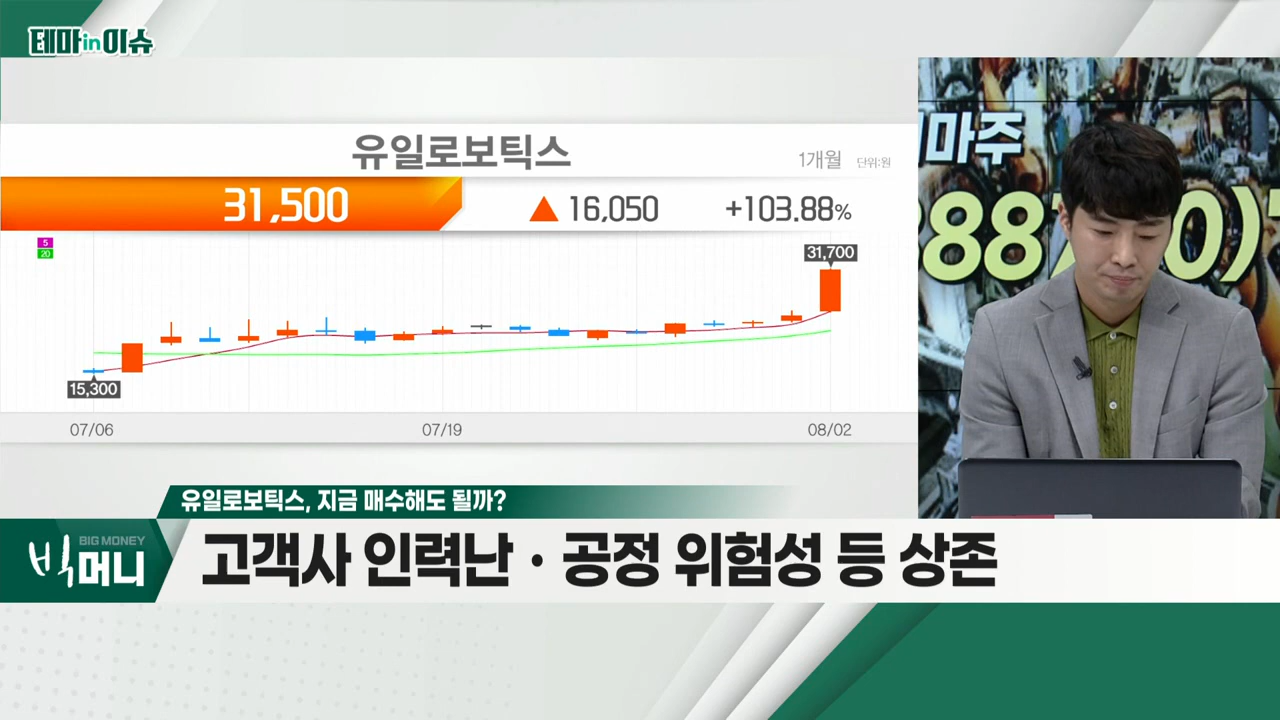 테마in이슈
유일로보틱스
1개월 단위:원
31,500 ▲ 16,050 +103.88%
5
20
31,700
15,300
07/06 07/19 08/02
마주
유일로보틱스, 지금 매수해도 될까?
BIG MONEY
빅머니
고객사 인력난·공정 위험성 등 상존